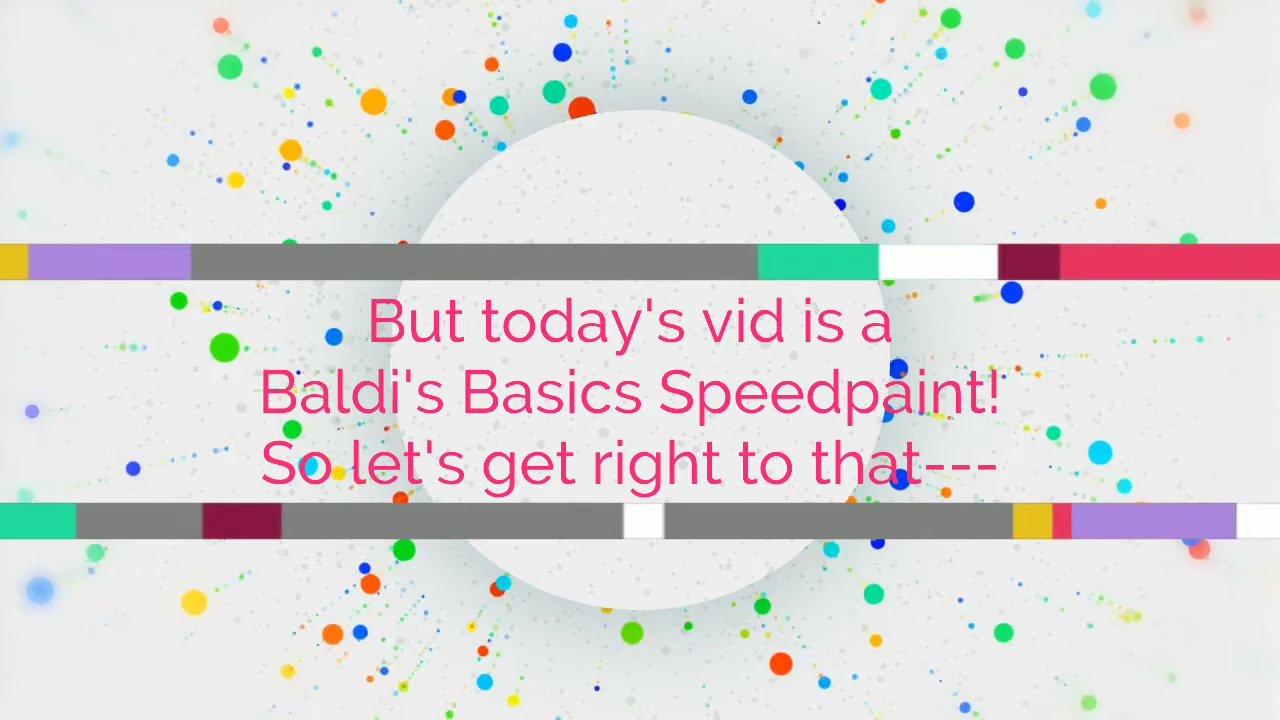 But today's vid is a
Baldi's Basics Speedpaint!
So let's get right to that---